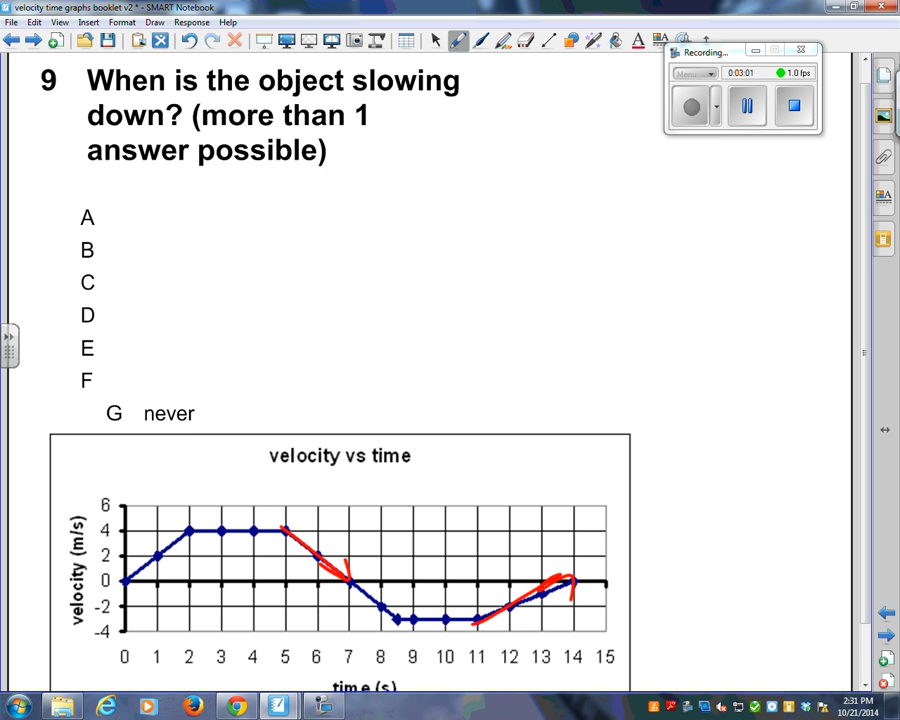 velocity time graphs booklet v2 * - SMART Notebook
File Edit View Insert Format Draw Response Help
Recording...
Menu 0:03:01 1.0 fps
9 When is the object slowing
down? (more than 1
answer possible)
A
B
C
D
E
F
G never
velocity vs time
velocity (m/s)
6
4
2
0
-2
-4
0 1 2 3 4 5 6 7 8 9 10 11 12 13 14 15
time (s)
2:31 PM
10/21/2014